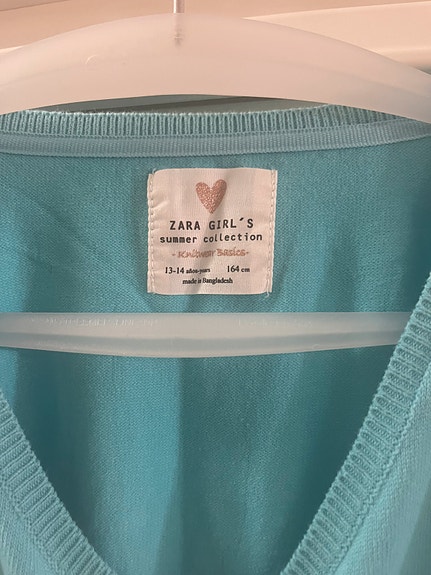 ZARA GIRL´S
summer collection
- Knitwear Basics -
13-14 años-years 164 cm
made in Bangladesh